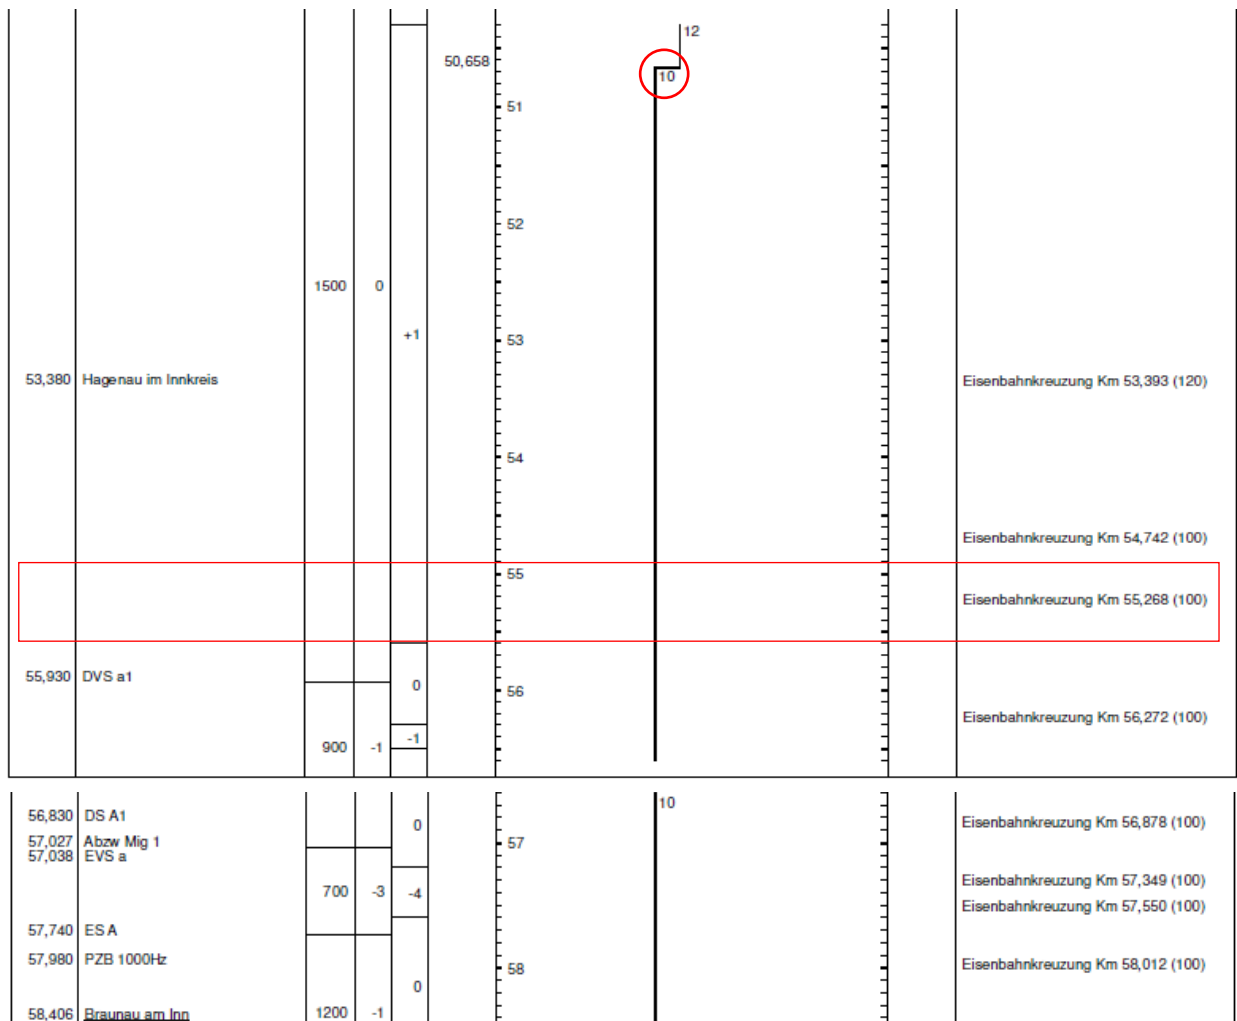 12
50,658
10
51
52
1500 0
+1
53
53,380 Hagenau im Innkreis Eisenbahnkreuzung Km 53,393 (120)
54
Eisenbahnkreuzung Km 54,742 (100)
55
Eisenbahnkreuzung Km 55,268 (100)
55,930 DVS a1
0
56
Eisenbahnkreuzung Km 56,272 (100)
-1
900 -1
10
56,830 DS A1
0
Eisenbahnkreuzung Km 56,878 (100)
57,027 Abzw Mig 1
57
57,038 EVS a
700 -3 -4
Eisenbahnkreuzung Km 57,349 (100)
Eisenbahnkreuzung Km 57,550 (100)
57,740 ES A
57,980 PZB 1000Hz
58
Eisenbahnkreuzung Km 58,012 (100)
0
58,406 Braunau am Inn 1200 -1